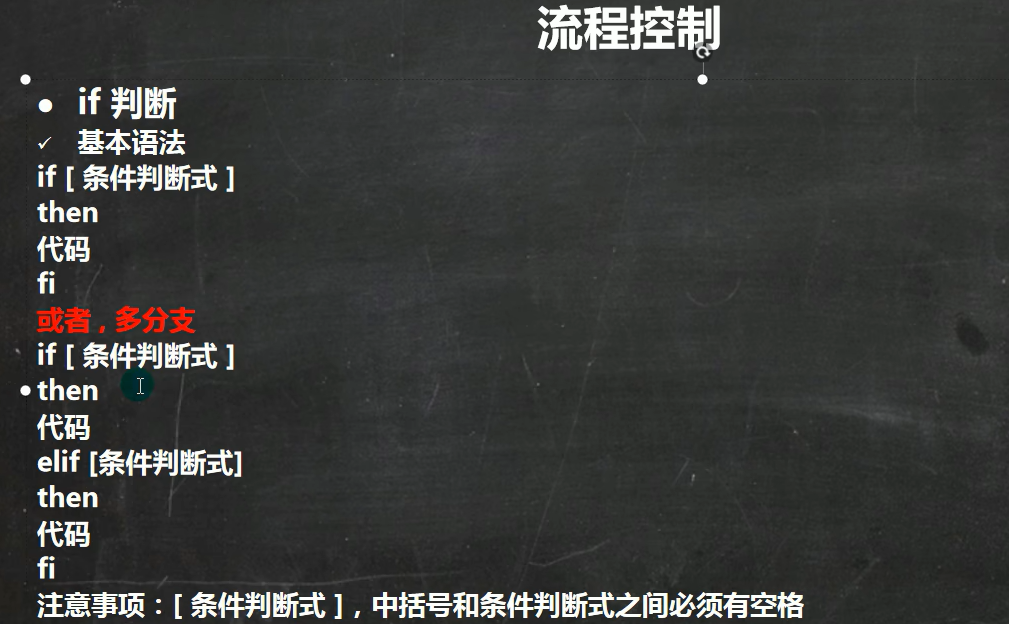 流程控制
● if 判断
✓ 基本语法
if [ 条件判断式 ]
then
代码
fi
或者，多分支
if [ 条件判断式 ]
then
代码
elif [条件判断式]
then
代码
fi
注意事项：[ 条件判断式 ]，中括号和条件判断式之间必须有空格